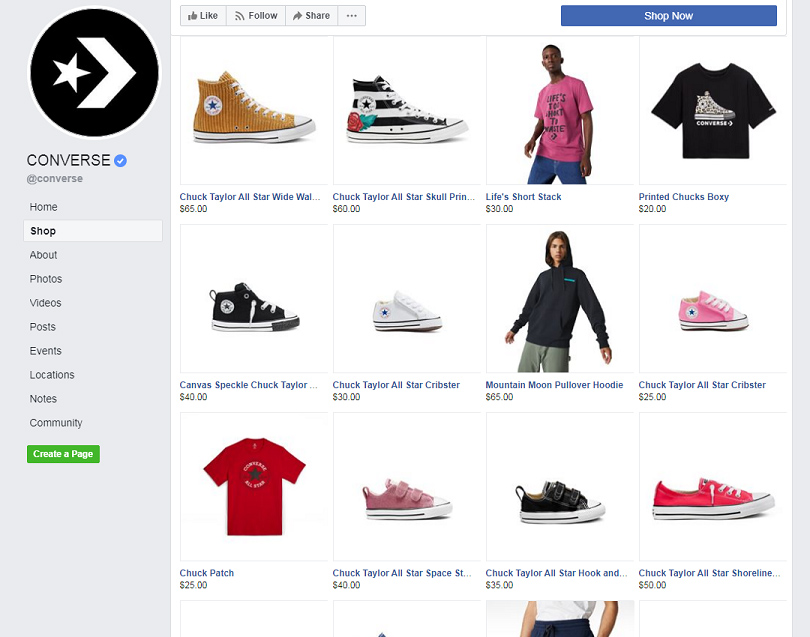 Like
Follow
Share
Shop Now
CONVERSE
@converse
Home
Shop
About
Photos
Videos
Posts
Events
Locations
Notes
Community
Create a Page
LIFE'S
TOO
SHORT
TO
WASTE
CONVERSE
Chuck Taylor All Star Wide Wal...
$65.00
Chuck Taylor All Star Skull Prin...
$60.00
Life's Short Stack
$30.00
Printed Chucks Boxy
$20.00
Canvas Speckle Chuck Taylor ...
$40.00
Chuck Taylor All Star Cribster
$30.00
Mountain Moon Pullover Hoodie
$65.00
Chuck Taylor All Star Cribster
$25.00
CONVERSE
ALL STAR
Chuck Patch
$25.00
Chuck Taylor All Star Space St...
$40.00
Chuck Taylor All Star Hook and...
$35.00
Chuck Taylor All Star Shoreline...
$50.00